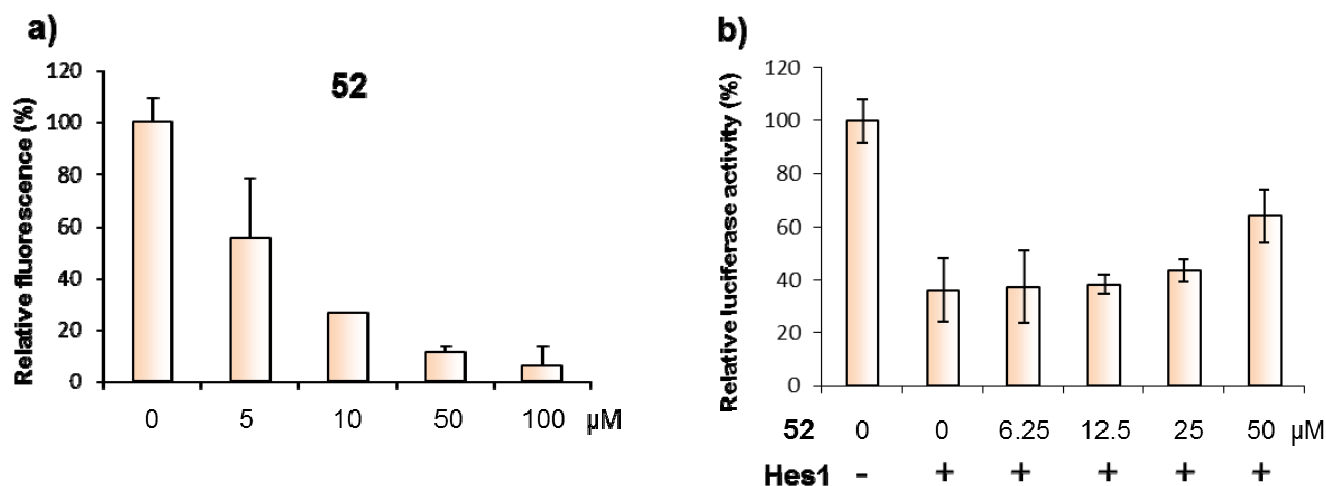 a)
52
Relative fluorescence (%)
120
100
80
60
40
20
0
0 5 10 50 100 μM
b)
Relative luciferase activity (%)
120
100
80
60
40
20
0
52 0 0 6.25 12.5 25 50 μM
Hes1 - + + + + +